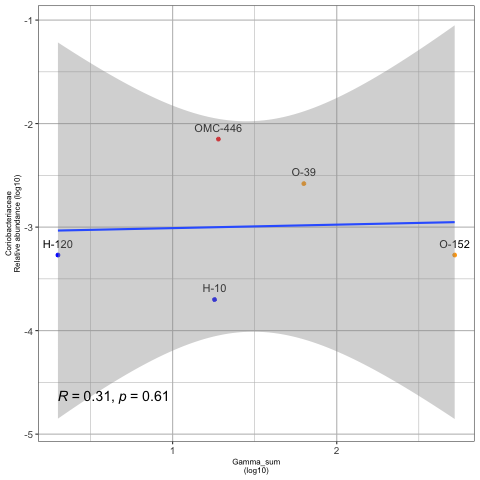 -1
-2
-3
-4
-5
Coriobacteriaceae
Relative abundance (log10)
OMC-446
O-39
H-120
O-152
H-10
R = 0.31, p = 0.61
1
2
Gamma_sum
(log10)